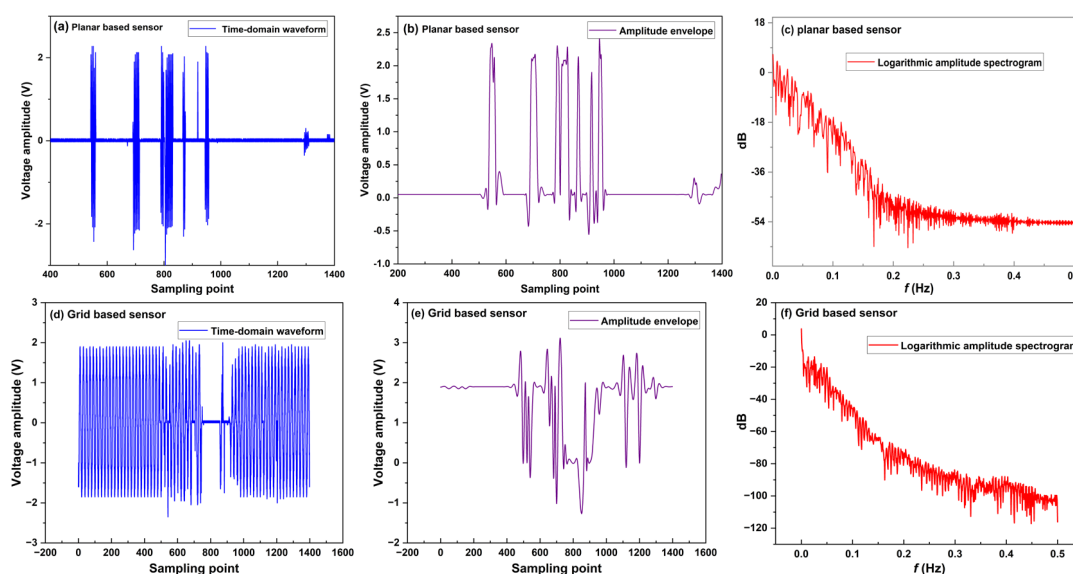 (a) Planar based sensor
Time-domain waveform
Voltage amplitude (V)
2
0
-2
400 600 800 1000 1200 1400
Sampling point
(b) Planar based sensor
Amplitude envelope
Voltage amplitude (V)
2.5
2.0
1.5
1.0
0.5
0.0
-0.5
-1.0
200 400 600 800 1000 1200 1400
Sampling point
(c) planar based sensor
Logarithmic amplitude spectrogram
dB
18
0
-18
-36
-54
0.0 0.1 0.2 0.3 0.4
f (Hz)
(d) Grid based sensor
Time-domain waveform
Voltage amplitude (V)
3
2
1
0
-1
-2
-3
-200 0 200 400 600 800 1000 1200 1400 1600
Sampling point
(e) Grid based sensor
Amplitude envelope
Voltage amplitude (V)
4
3
2
1
0
-1
-2
-200 0 200 400 600 800 1000 1200 1400 1600
Sampling point
(f) Grid based sensor
Logarithmic amplitude spectrogram
dB
20
0
-20
-40
-60
-80
-100
-120
0.0 0.1 0.2 0.3 0.4 0.5
f (Hz)